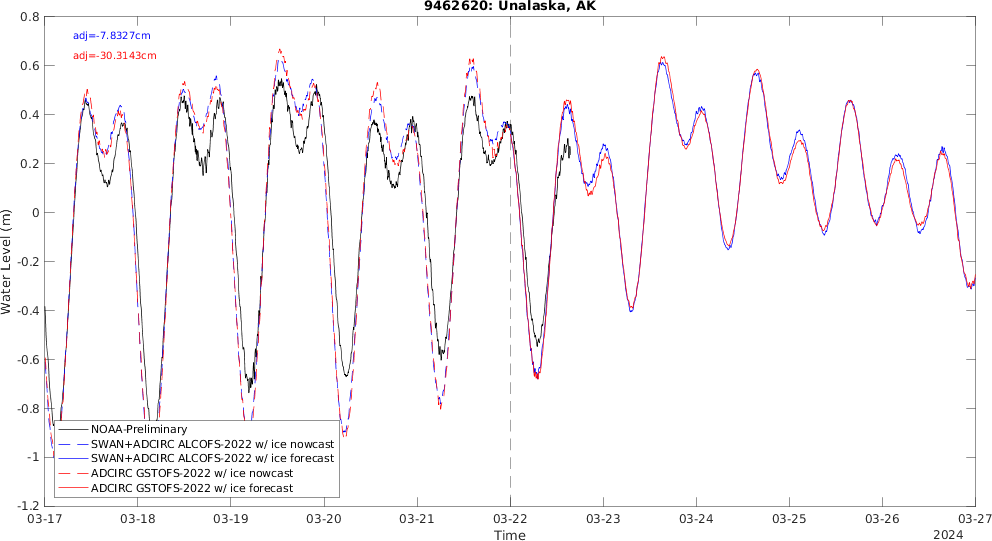 9462620: Unalaska, AK
adj=-7.8327cm
adj=-30.3143cm
Water Level (m)
0.8
0.6
0.4
0.2
0
-0.2
-0.4
-0.6
-0.8
-1
-1.2
NOAA-Preliminary
SWAN+ADCIRC ALCOFS-2022 w/ ice nowcast
SWAN+ADCIRC ALCOFS-2022 w/ ice forecast
ADCIRC GSTOFS-2022 w/ ice nowcast
ADCIRC GSTOFS-2022 w/ ice forecast
03-17 03-18 03-19 03-20 03-21 03-22 03-23 03-24 03-25 03-26 03-27
Time
2024